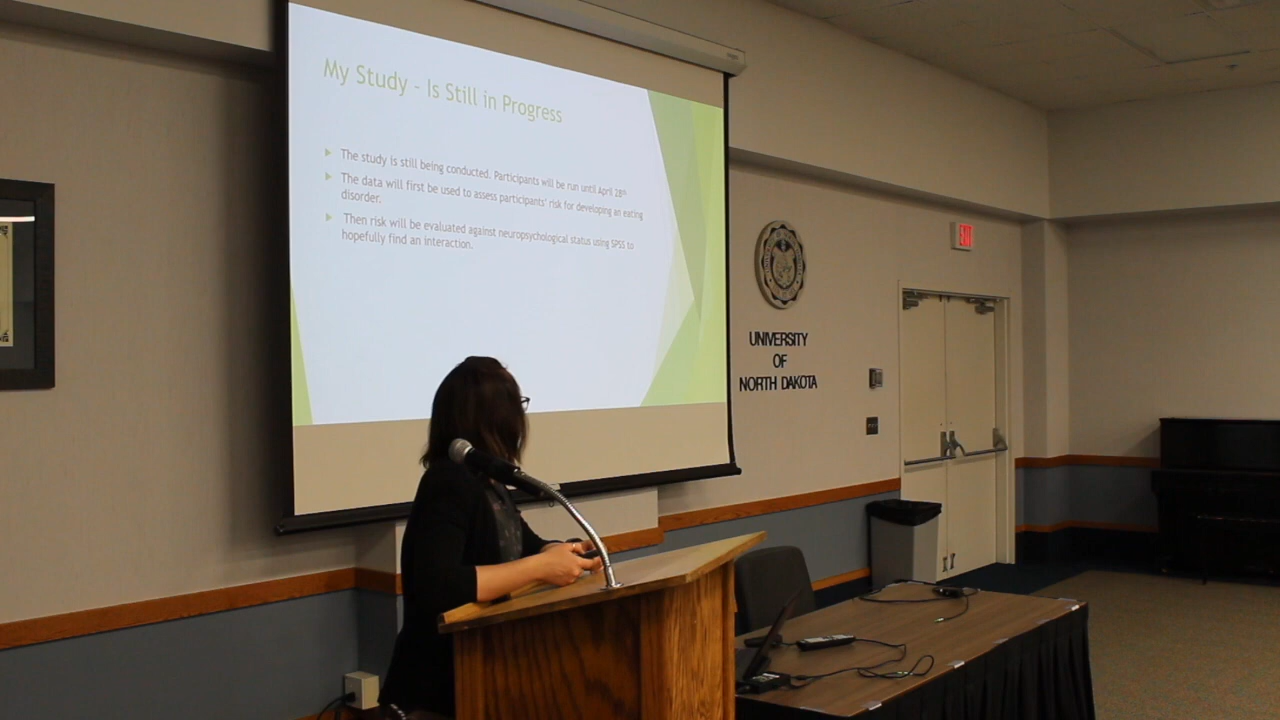 My Study - Is Still in Progress
The study is still being conducted. Participants will be run until April 28th
The data will first be used to assess participants' risk for developing an eating
disorder.
Then risk will be evaluated against neuropsychological status using SPSS to
hopefully find an interaction.
EXIT
UNIVERSITY
OF
NORTH DAKOTA